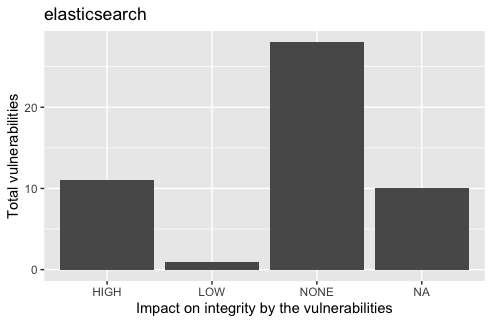 elasticsearch
Total vulnerabilities
20
10
0
HIGH LOW NONE NA
Impact on integrity by the vulnerabilities